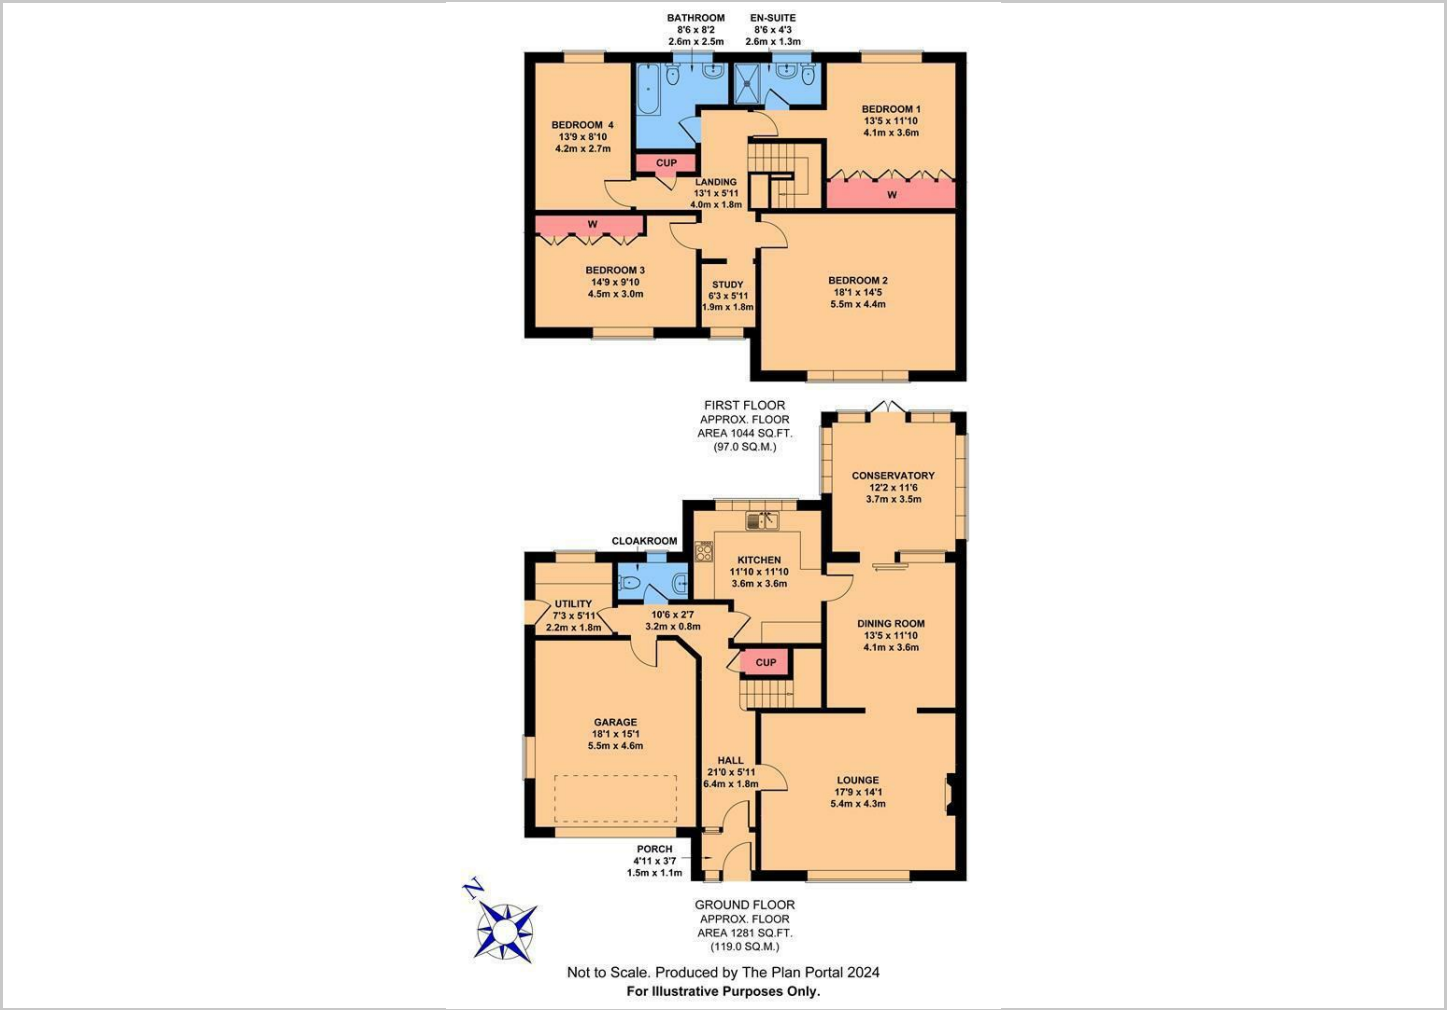 BATHROOM
8'6 x 8'2
2.6m x 2.5m
EN-SUITE
8'6 x 4'3
2.6m x 1.3m
BEDROOM 4
13'9 x 8'10
4.2m x 2.7m
BEDROOM 1
13'5 x 11'10
4.1m x 3.6m
CUP
LANDING
13'1 x 5'11
4.0m x 1.8m
W
W
BEDROOM 3
14'9 x 9'10
4.5m x 3.0m
STUDY
6'3 x 5'11
1.9m x 1.8m
BEDROOM 2
18'1 x 14'5
5.5m x 4.4m
FIRST FLOOR
APPROX. FLOOR
AREA 1044 SQ.FT.
(97.0 SQ.M.)
CONSERVATORY
12'2 x 11'6
3.7m x 3.5m
CLOAKROOM
KITCHEN
11'10 x 11'10
3.6m x 3.6m
UTILITY
7'3 x 5'11
2.2m x 1.8m
10'6 x 2'7
3.2m x 0.8m
DINING ROOM
13'5 x 11'10
4.1m x 3.6m
CUP
GARAGE
18'1 x 15'1
5.5m x 4.6m
HALL
21'0 x 5'11
6.4m x 1.8m
LOUNGE
17'9 x 14'1
5.4m x 4.3m
PORCH
4'11 x 3'7
1.5m x 1.1m
N
GROUND FLOOR
APPROX. FLOOR
AREA 1281 SQ.FT.
(119.0 SQ.M.)
Not to Scale. Produced by The Plan Portal 2024
For Illustrative Purposes Only.